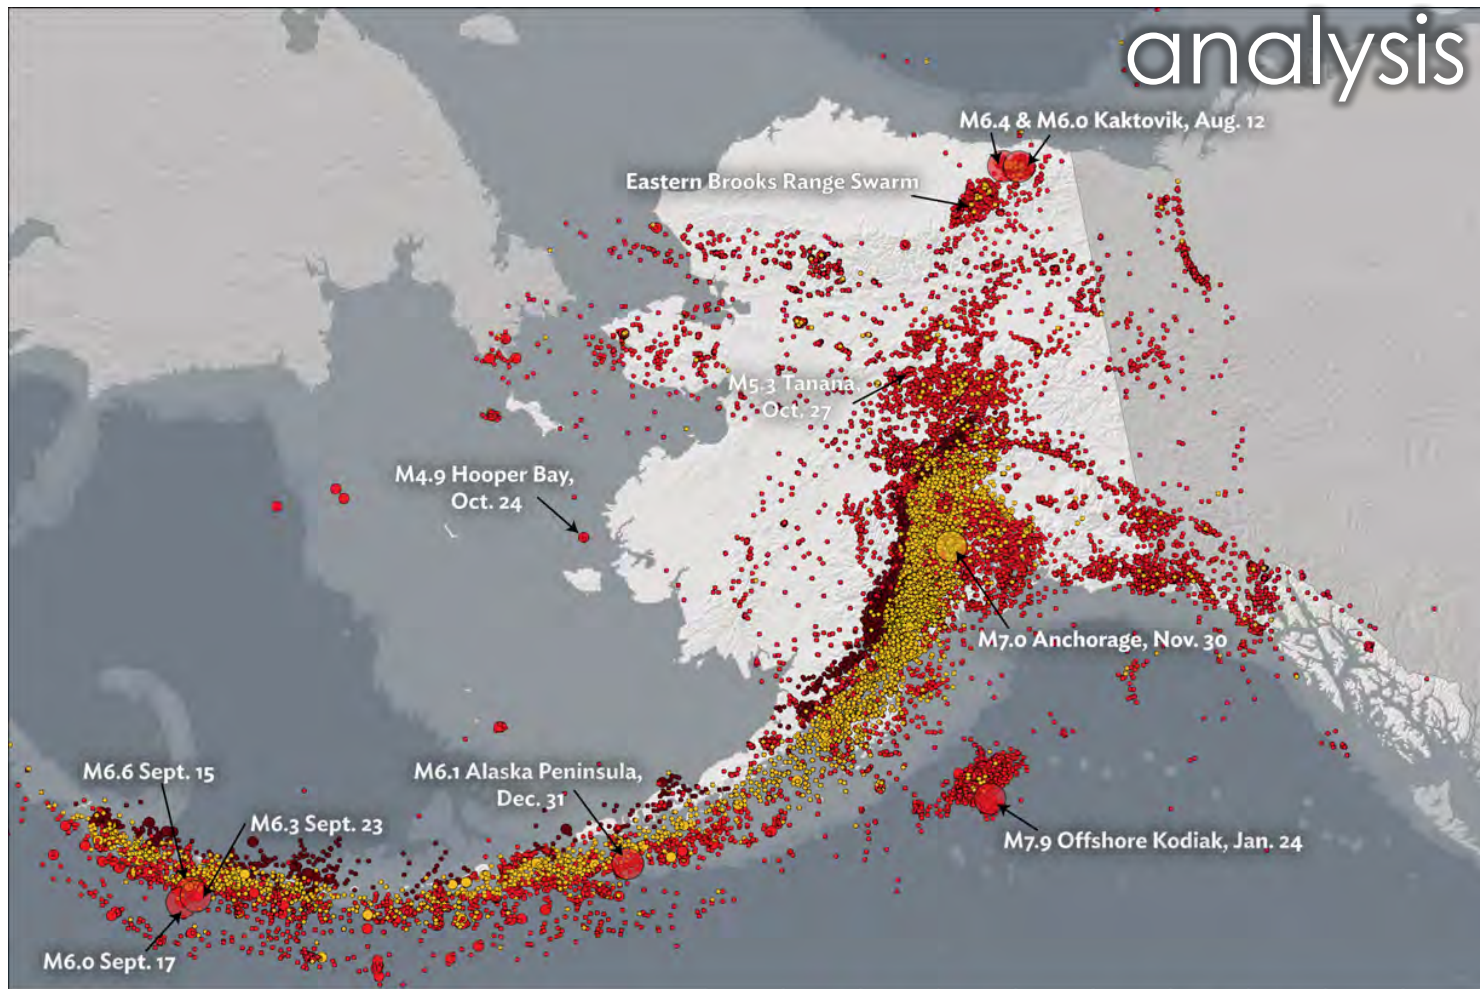 analysis
M6.4 & M6.0 Kaktovik, Aug. 12
Eastern Brooks Range Swarm
M5.3 Tanana,
Oct. 27
M4.9 Hooper Bay,
Oct. 24
M7.0 Anchorage, Nov. 30
M6.6 Sept. 15
M6.1 Alaska Peninsula,
Dec. 31
M6.3 Sept. 23
M7.9 Offshore Kodiak, Jan. 24
M6.0 Sept. 17